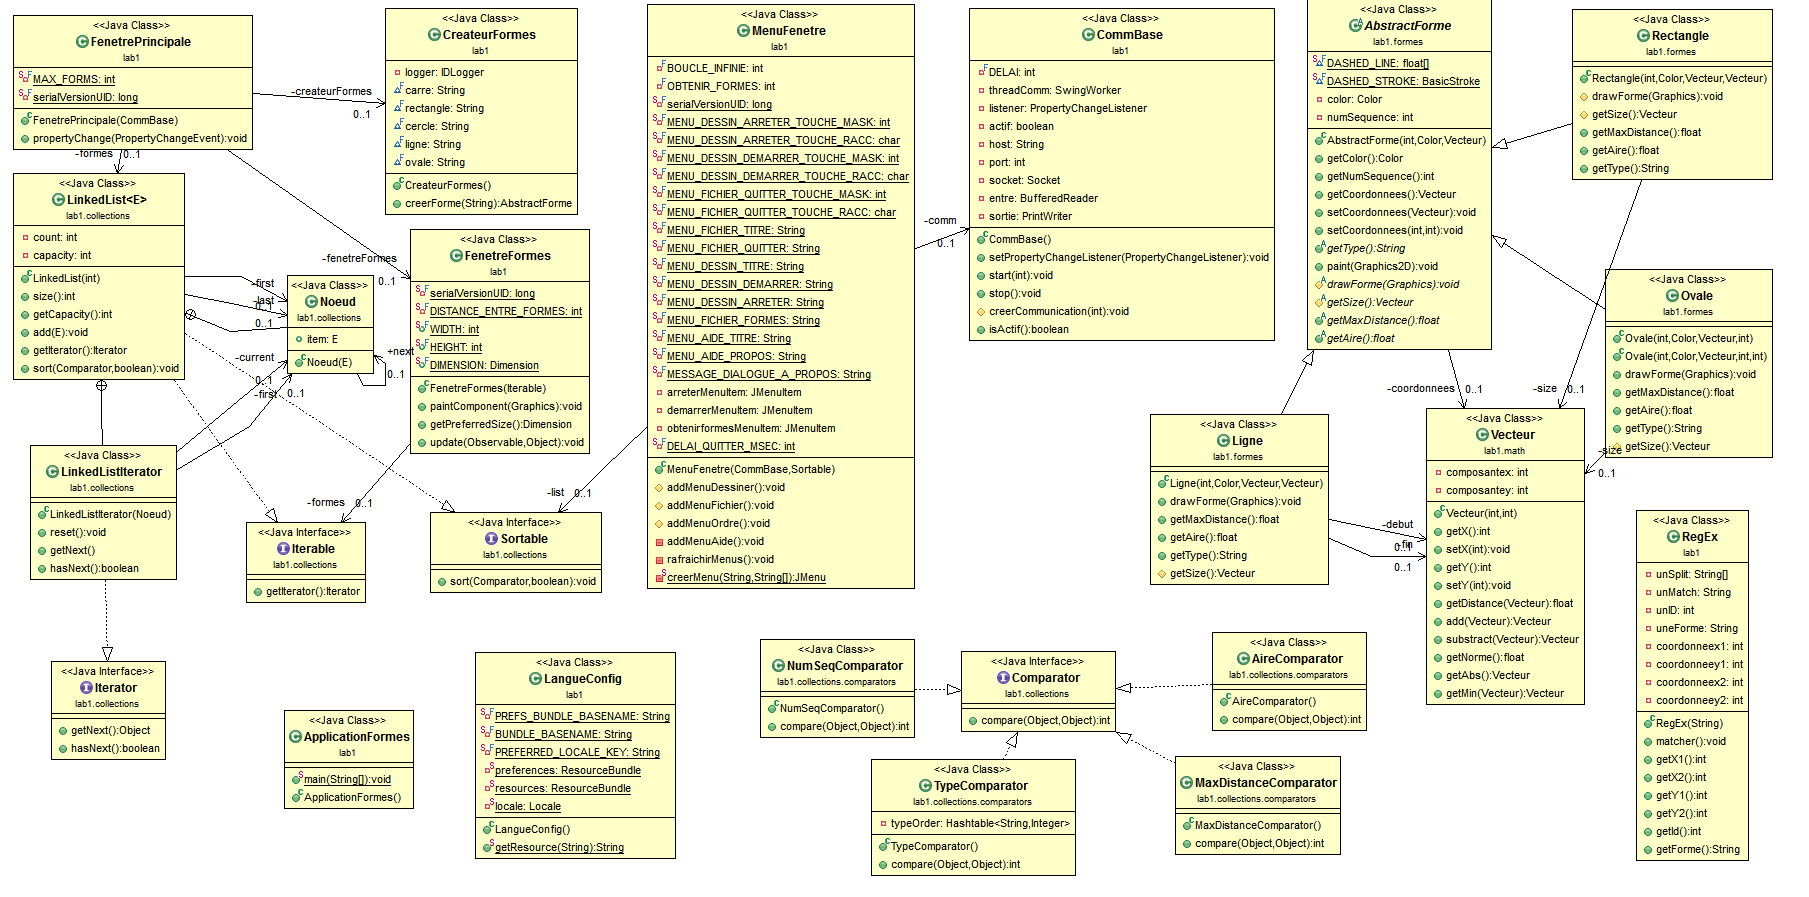 <<Java Class>>
FenetrePrincipale
lab1
MAX_FORMS: int
serialVersionUID: long
FenetrePrincipale(CommBase)
propertyChange(PropertyChangeEvent):void
-createurFormes
0..1
-formes
0..1
-fenetreFormes
0..1
<<Java Class>>
CreateurFormes
lab1
logger: IDLogger
carre: String
rectangle: String
cercle: String
ligne: String
ovale: String
CreateurFormes()
creerForme(String):AbstractForme
<<Java Class>>
MenuFenetre
lab1
BOUCLE_INFINIE: int
OBTENIR_FORMES: int
serialVersionUID: long
MENU_DESSIN_ARRETER_TOUCHE_MASK: int
MENU_DESSIN_ARRETER_TOUCHE_RACC: char
MENU_DESSIN_DEMARRER_TOUCHE_MASK: int
MENU_DESSIN_DEMARRER_TOUCHE_RACC: char
MENU_FICHIER_QUITTER_TOUCHE_MASK: int
MENU_FICHIER_QUITTER_TOUCHE_RACC: char
MENU_FICHIER_TITRE: String
MENU_FICHIER_QUITTER: String
MENU_DESSIN_TITRE: String
MENU_DESSIN_DEMARRER: String
MENU_DESSIN_ARRETER: String
MENU_FICHIER_FORMES: String
MENU_AIDE_TITRE: String
MENU_AIDE_PROPOS: String
MESSAGE_DIALOGUE_A_PROPOS: String
arreterMenuItem: JMenuItem
demarrerMenuItem: JMenuItem
obtenirformesMenuItem: JMenuItem
DELAI_QUITTER_MSEC: int
MenuFenetre(CommBase,Sortable)
addMenuDessiner():void
addMenuFichier():void
addMenuOrdre():void
addMenuAide():void
rafraichirMenus():void
creerMenu(String,String[]):JMenu
-comm
0..1
-list
0..1
<<Java Class>>
CommBase
lab1
DELAI: int
threadComm: SwingWorker
listener: PropertyChangeListener
actif: boolean
host: String
port: int
socket: Socket
entre: BufferedReader
sortie: PrintWriter
CommBase()
setPropertyChangeListener(PropertyChangeListener):void
start(int):void
stop():void
creerCommunication(int):void
isActif():boolean
<<Java Class>>
AbstractForme
lab1.formes
DASHED_LINE: float[]
DASHED_STROKE: BasicStroke
color: Color
numSequence: int
AbstractForme(int,Color,Vecteur)
getColor():Color
getNumSequence():int
getCoordonnees():Vecteur
setCoordonnees(Vecteur):void
setCoordonnees(int,int):void
getType():String
paint(Graphics2D):void
drawForme(Graphics):void
getSize():Vecteur
getMaxDistance():float
getAire():float
-coordonnees
0..1
<<Java Class>>
Rectangle
lab1.formes
Rectangle(int,Color,Vecteur,Vecteur)
drawForme(Graphics):void
getSize():Vecteur
getMaxDistance():float
getAire():float
getType():String
-size
0..1
<<Java Class>>
LinkedList<E>
lab1.collections
count: int
capacity: int
LinkedList(int)
size():int
getCapacity():int
add(E):void
getIterator():Iterator
sort(Comparator,boolean):void
-first
0..1
-last
0..1
<<Java Class>>
Noeud
lab1.collections
item: E
Noeud(E)
+next
0..1
-current
0..1
-first
0..1
<<Java Class>>
FenetreFormes
lab1
serialVersionUID: long
DISTANCE_ENTRE_FORMES: int
WIDTH: int
HEIGHT: int
DIMENSION: Dimension
FenetreFormes(Iterable)
paintComponent(Graphics):void
getPreferredSize():Dimension
update(Observable,Object):void
-formes
0..1
<<Java Class>>
Ovale
lab1.formes
Ovale(int,Color,Vecteur,int)
Ovale(int,Color,Vecteur,int,int)
drawForme(Graphics):void
getMaxDistance():float
getAire():float
getType():String
getSize():Vecteur
-size
0..1
<<Java Class>>
LinkedListIterator
lab1.collections
LinkedListIterator(Noeud)
reset():void
getNext()
hasNext():boolean
<<Java Interface>>
Iterable
lab1.collections
getIterator():Iterator
<<Java Interface>>
Sortable
lab1.collections
sort(Comparator,boolean):void
<<Java Class>>
Ligne
lab1.formes
Ligne(int,Color,Vecteur,Vecteur)
drawForme(Graphics):void
getMaxDistance():float
getAire():float
getType():String
getSize():Vecteur
-debut
0..1
-fin
0..1
<<Java Class>>
Vecteur
lab1.math
composantex: int
composantey: int
Vecteur(int,int)
getX():int
setX(int):void
getY():int
setY(int):void
getDistance(Vecteur):float
add(Vecteur):Vecteur
substract(Vecteur):Vecteur
getNorme():float
getAbs():Vecteur
getMin(Vecteur):Vecteur
<<Java Class>>
RegEx
lab1
unSplit: String[]
unMatch: String
unID: int
uneForme: String
coordonneex1: int
coordonneey1: int
coordonneex2: int
coordonneey2: int
RegEx(String)
matcher():void
getX1():int
getX2():int
getY1():int
getY2():int
getId():int
getForme():String
<<Java Interface>>
Iterator
lab1.collections
getNext():Object
hasNext():boolean
<<Java Class>>
ApplicationFormes
lab1
main(String[]):void
ApplicationFormes()
<<Java Class>>
LangueConfig
lab1
PREFS_BUNDLE_BASENAME: String
BUNDLE_BASENAME: String
PREFERRED_LOCALE_KEY: String
preferences: ResourceBundle
resources: ResourceBundle
locale: Locale
LangueConfig()
getResource(String):String
<<Java Class>>
NumSeqComparator
lab1.collections.comparators
NumSeqComparator()
compare(Object,Object):int
<<Java Interface>>
Comparator
lab1.collections
compare(Object,Object):int
<<Java Class>>
AireComparator
lab1.collections.comparators
AireComparator()
compare(Object,Object):int
<<Java Class>>
TypeComparator
lab1.collections.comparators
typeOrder: Hashtable<String,Integer>
TypeComparator()
compare(Object,Object):int
<<Java Class>>
MaxDistanceComparator
lab1.collections.comparators
MaxDistanceComparator()
compare(Object,Object):int